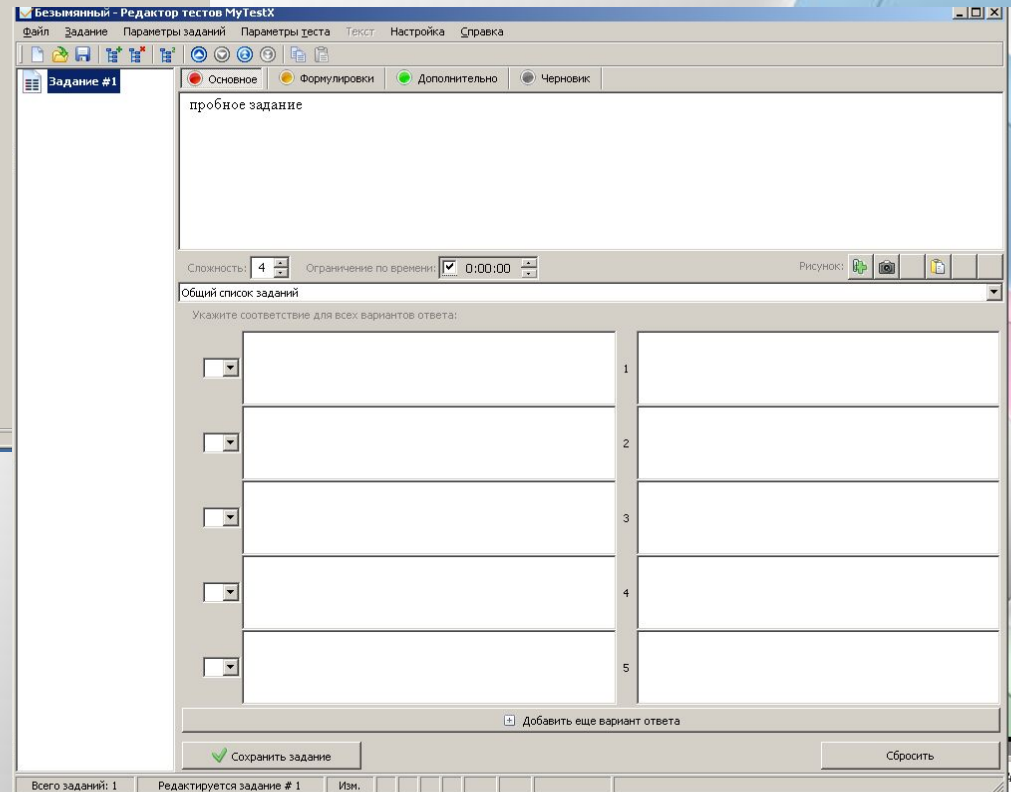 Безымянный - Редактор тестов MyTestX
Файл Задание Параметры заданий Параметры теста Текст Настройка Справка
Задание #1
Основное Формулировки Дополнительно Черновик
пробное задание
Сложность: 4 Ограничение по времени: 0:00:00 Рисунок:
Общий список заданий
Укажите соответствие для всех вариантов ответа:
1
2
3
4
5
Добавить еще вариант ответа
Сохранить задание Сбросить
Всего заданий: 1 Редактируется задание # 1 Изм.